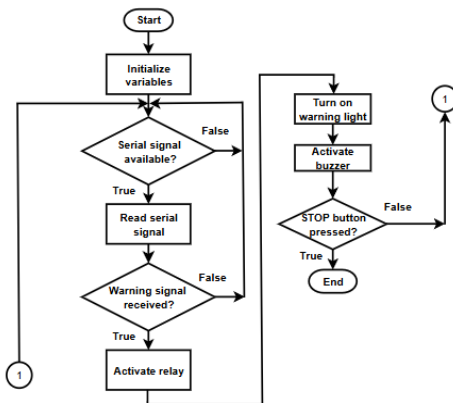 Start
Initialize
variables
Serial signal
available?
False
True
Read serial
signal
Warning signal
received?
False
True
Activate relay
1
Turn on
warning light
Activate
buzzer
STOP button
pressed?
False
True
End
1